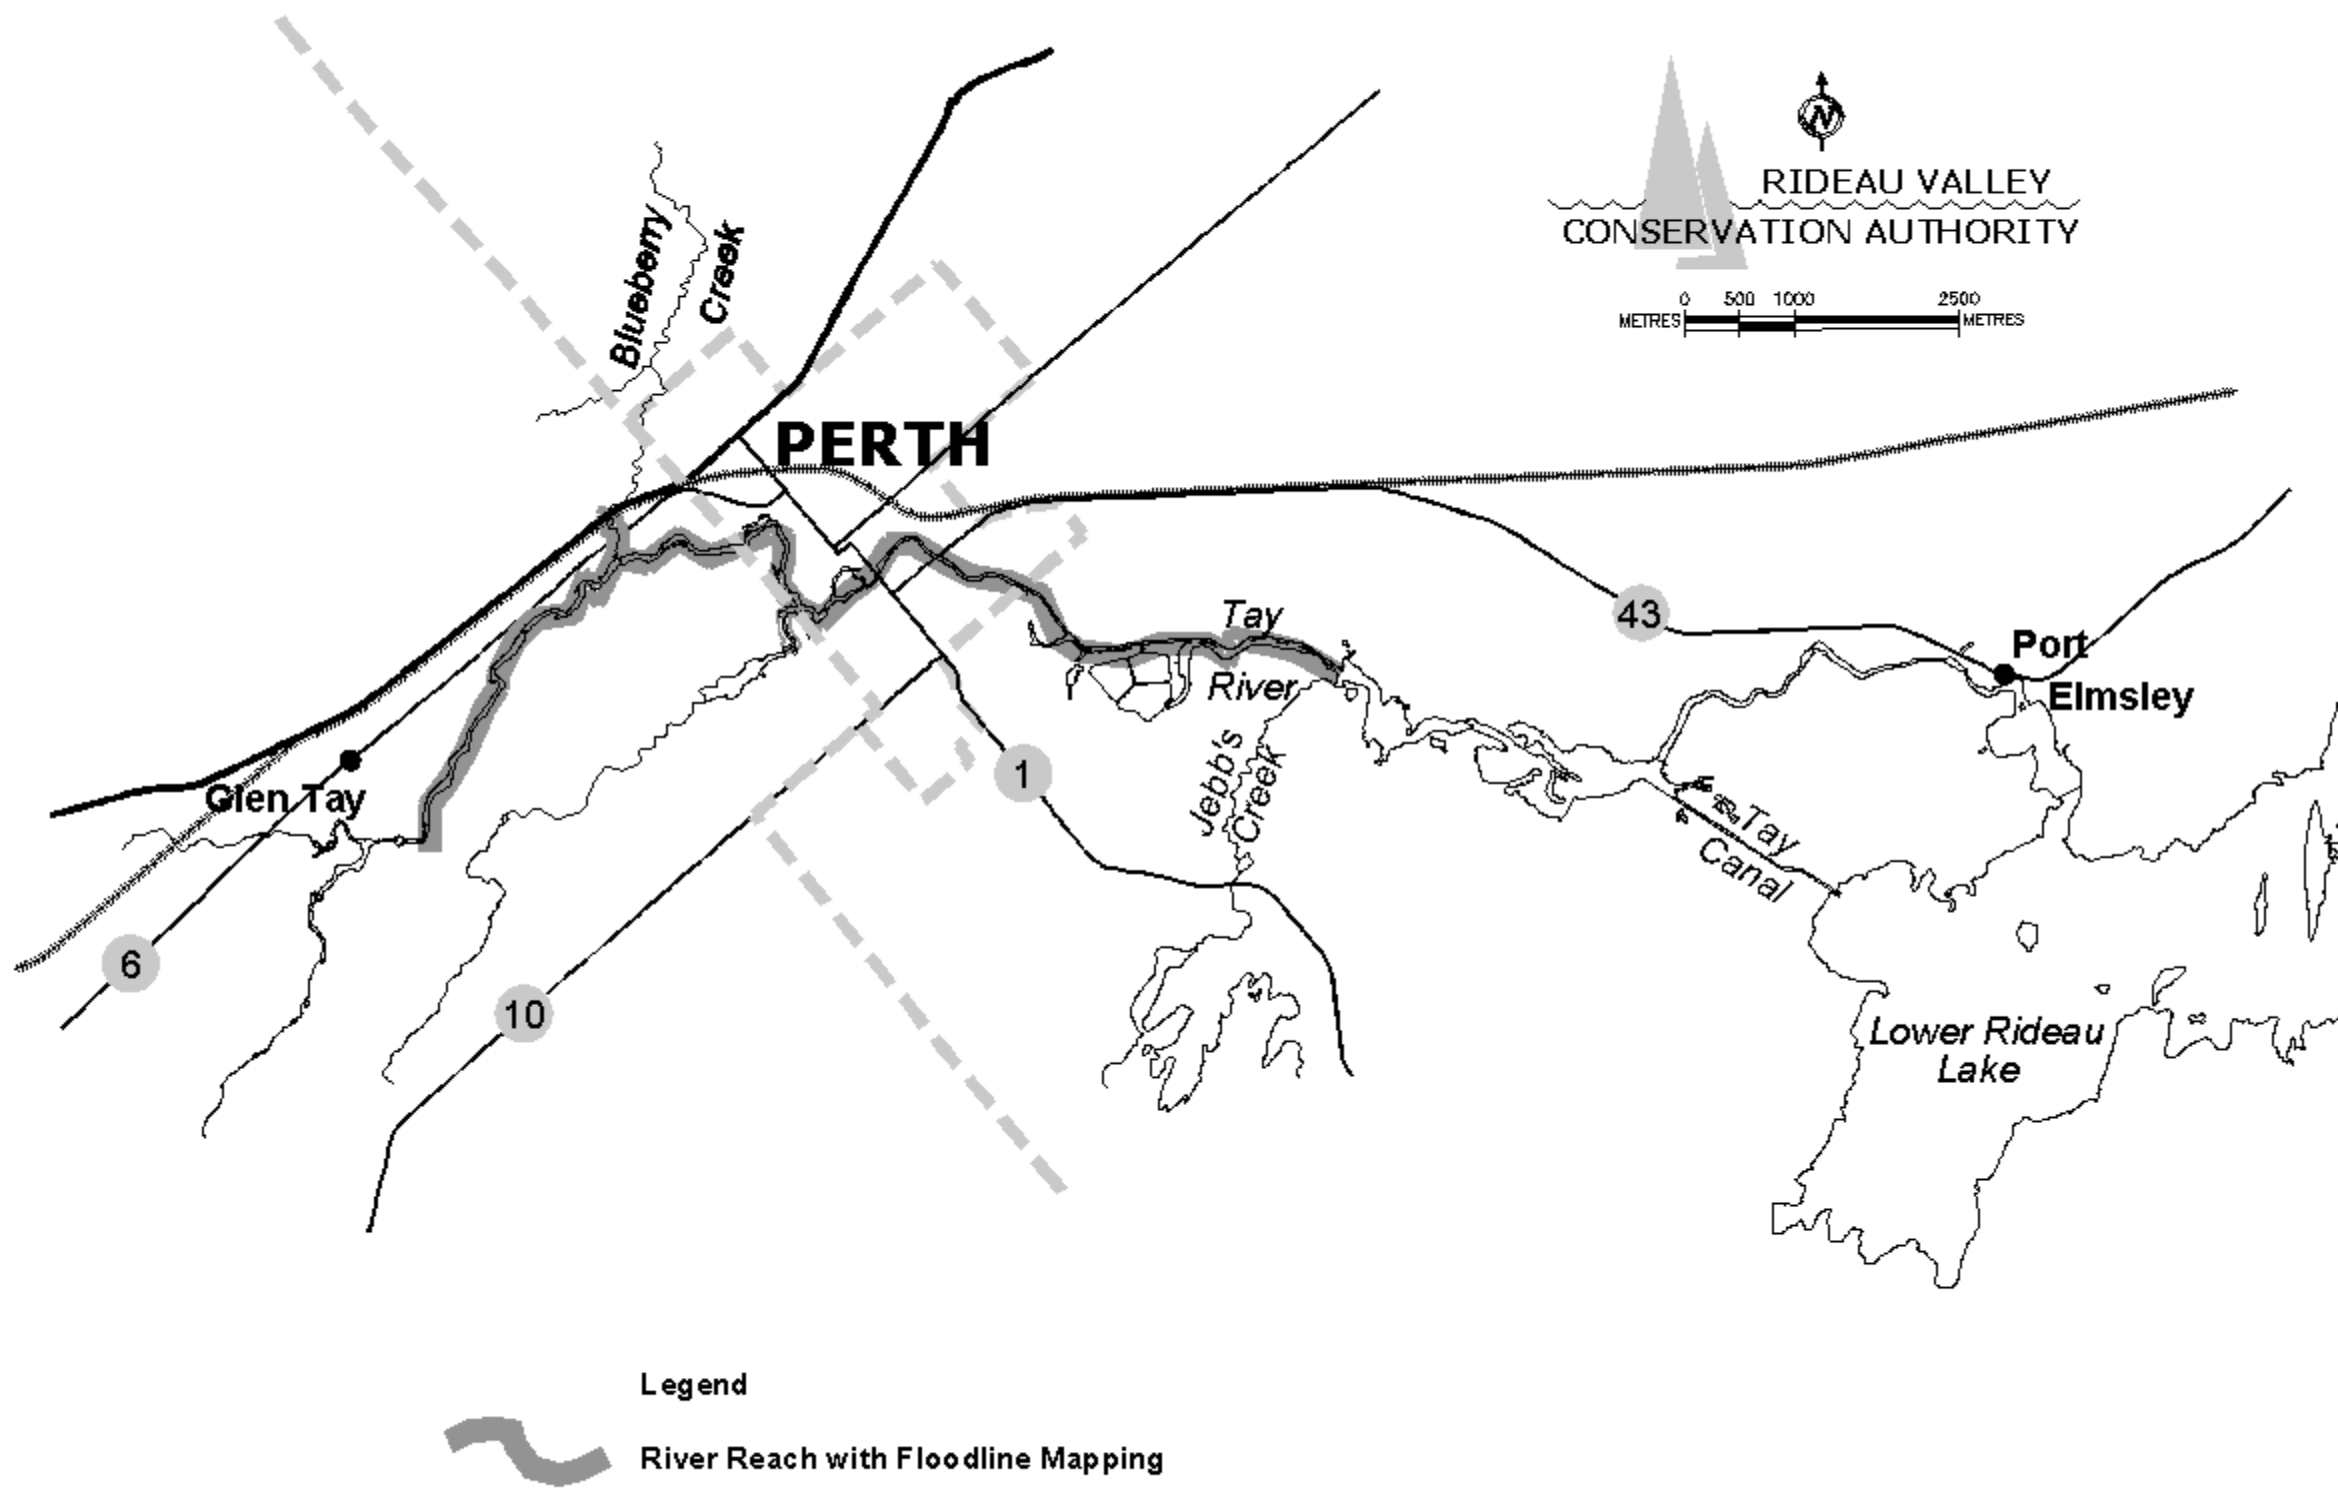 N
RIDEAU VALLEY
CONSERVATION AUTHORITY
0 500 1000 2500
METRES METRES
Blueberry
Creek
PERTH
43
Tay
River
Port
Elmsley
Glen Tay
1
Jebb's
Creek
Tay
Canal
6
10
Lower Rideau
Lake
Legend
River Reach with Floodline Mapping